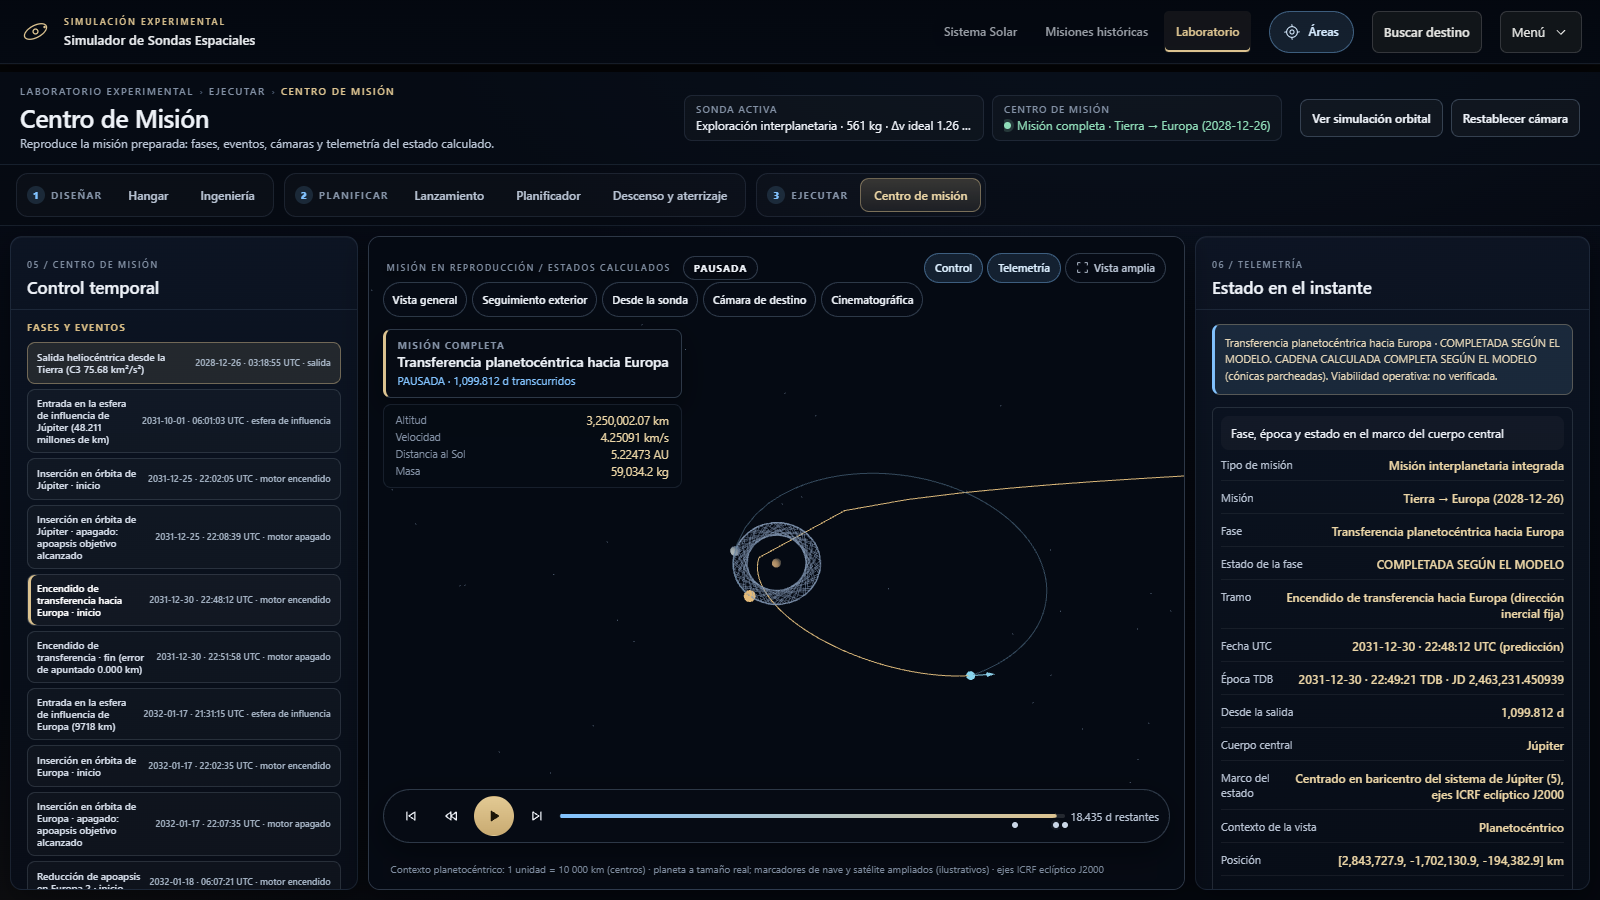 SIMULACIÓN EXPERIMENTAL
Simulador de Sondas Espaciales
Sistema Solar
Misiones históricas
Laboratorio
Áreas
Buscar destino
Menú
LABORATORIO EXPERIMENTAL › EJECUTAR › CENTRO DE MISIÓN
Centro de Misión
Reproduce la misión preparada: fases, eventos, cámaras y telemetría del estado calculado.
SONDA ACTIVA
Exploración interplanetaria · 561 kg · Δv ideal 1.26 ...
CENTRO DE MISIÓN
Misión completa · Tierra → Europa (2028-12-26)
Ver simulación orbital
Restablecer cámara
1 DISEÑAR
Hangar
Ingeniería
2 PLANIFICAR
Lanzamiento
Planificador
Descenso y aterrizaje
3 EJECUTAR
Centro de misión
05 / CENTRO DE MISIÓN
Control temporal
FASES Y EVENTOS
Salida heliocéntrica desde la
Tierra (C3 75.68 km²/s²)
2028-12-26 · 03:18:55 UTC · salida
Entrada en la esfera
de influencia de
Júpiter (48.211
millones de km)
2031-10-01 · 06:01:03 UTC · esfera de influencia
Inserción en órbita de
Júpiter · inicio
2031-12-25 · 22:02:05 UTC · motor encendido
Inserción en órbita de
Júpiter · apagado:
apoapsis objetivo
alcanzado
2031-12-25 · 22:08:39 UTC · motor apagado
Encendido de
transferencia hacia
Europa · inicio
2031-12-30 · 22:48:12 UTC · motor encendido
Encendido de
transferencia · fin (error
de apuntado 0.000 km)
2031-12-30 · 22:51:58 UTC · motor apagado
Entrada en la esfera
de influencia de
Europa (9718 km)
2032-01-17 · 21:31:15 UTC · esfera de influencia
Inserción en órbita de
Europa · inicio
2032-01-17 · 22:02:35 UTC · motor encendido
Inserción en órbita de
Europa · apagado:
apoapsis objetivo
alcanzado
2032-01-17 · 22:07:35 UTC · motor apagado
Reducción de apoapsis
en Europa 2 · inicio
2032-01-18 · 06:07:21 UTC · motor encendido
MISIÓN EN REPRODUCCIÓN / ESTADOS CALCULADOS
PAUSADA
Control
Telemetría
Vista amplia
Vista general
Seguimiento exterior
Desde la sonda
Cámara de destino
Cinematográfica
MISIÓN COMPLETA
Transferencia planetocéntrica hacia Europa
PAUSADA · 1,099.812 d transcurridos
Altitud 3,250,002.07 km
Velocidad 4.25091 km/s
Distancia al Sol 5.22473 AU
Masa 59,034.2 kg
18.435 d restantes
Contexto planetocéntrico: 1 unidad = 10 000 km (centros) · planeta a tamaño real; marcadores de nave y satélite ampliados (ilustrativos) · ejes ICRF eclíptico J2000
06 / TELEMETRÍA
Estado en el instante
Transferencia planetocéntrica hacia Europa · COMPLETADA SEGÚN EL
MODELO. CADENA CALCULADA COMPLETA SEGÚN EL MODELO
(cónicas parcheadas). Viabilidad operativa: no verificada.
Fase, época y estado en el marco del cuerpo central
Tipo de misión Misión interplanetaria integrada
Misión Tierra → Europa (2028-12-26)
Fase Transferencia planetocéntrica hacia Europa
Estado de la fase COMPLETADA SEGÚN EL MODELO
Tramo Encendido de transferencia hacia Europa (dirección
inercial fija)
Fecha UTC 2031-12-30 · 22:48:12 UTC (predicción)
Época TDB 2031-12-30 · 22:49:21 TDB · JD 2,463,231.450939
Desde la salida 1,099.812 d
Cuerpo central Júpiter
Marco del
estado
Centrado en baricentro del sistema de Júpiter (5),
ejes ICRF eclíptico J2000
Contexto de la vista Planetocéntrico
Posición [2,843,727.9, -1,702,130.9, -194,382.9] km